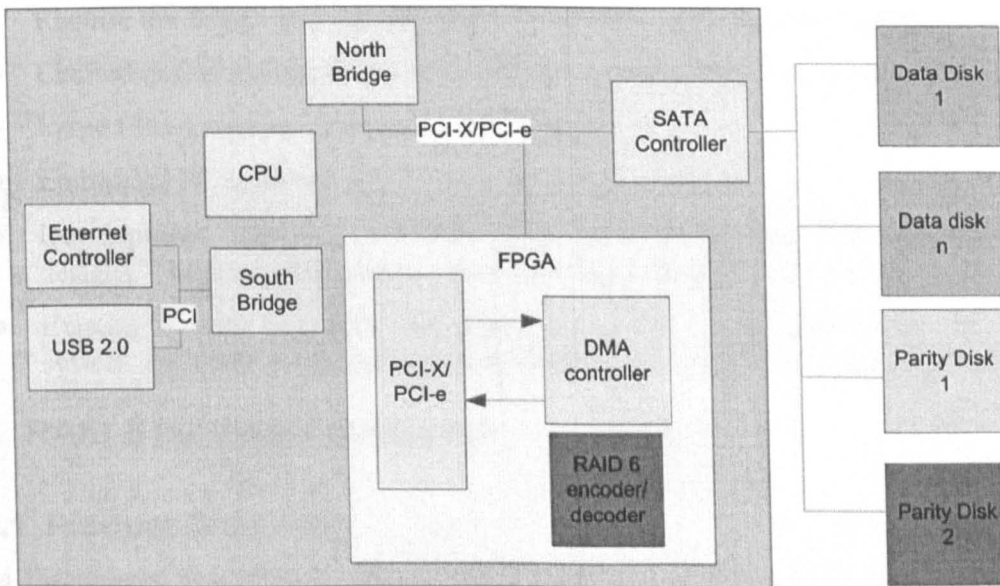 North
Bridge
PCI-X/PCI-e
SATA
Controller
Data Disk
1
CPU
Ethernet
Controller
South
Bridge
PCI
USB 2.0
FPGA
PCI-X/
PCI-e
DMA
controller
RAID 6
encoder/
decoder
Data disk
n
Parity Disk
1
Parity Disk
2